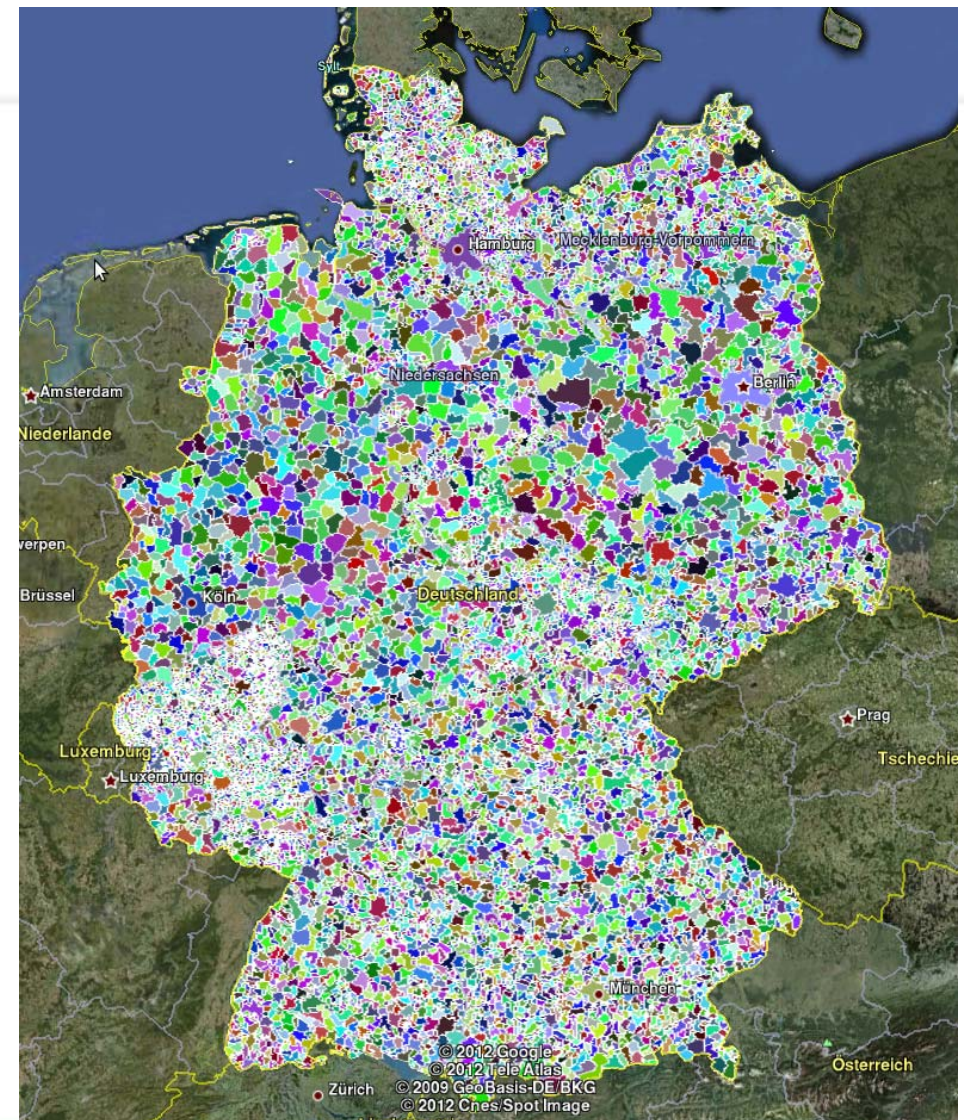 Sylt
Hamburg
Mecklenburg-Vorpommern
Niedersachsen
Berlin
Amsterdam
Niederlande
werpen
Brüssel
Köln
Deutschland
Prag
Luxemburg
Tschechie
Luxemburg
München
© 2012 Google
© 2012 Tele Atlas
© 2009 GeoBasis-DE/BKG
© 2012 Cnes/Spot Image
Österreich
Zürich